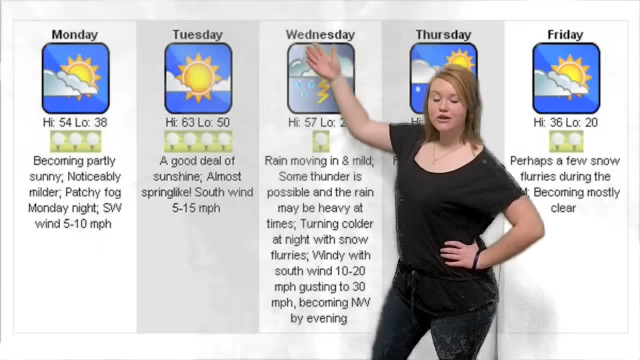 Monday
Hi: 54 Lo: 38
Becoming partly
sunny; Noticeably
milder; Patchy fog
Monday night; SW
wind 5-10 mph
Tuesday
Hi: 63 Lo: 50
A good deal of
sunshine; Almost
springlike! South wind
5-15 mph
Wednesday
Hi: 57 Lo:
Rain moving in & mild;
Some thunder is
possible and the rain
may be heavy at
times; Turning colder
at night with snow
flurries; Windy with
south wind 10-20
mph gusting to 30
mph, becoming NW
by evening
Thursday
Friday
Hi: 36 Lo: 20
Perhaps a few snow
flurries during the
Becoming mostly
clear